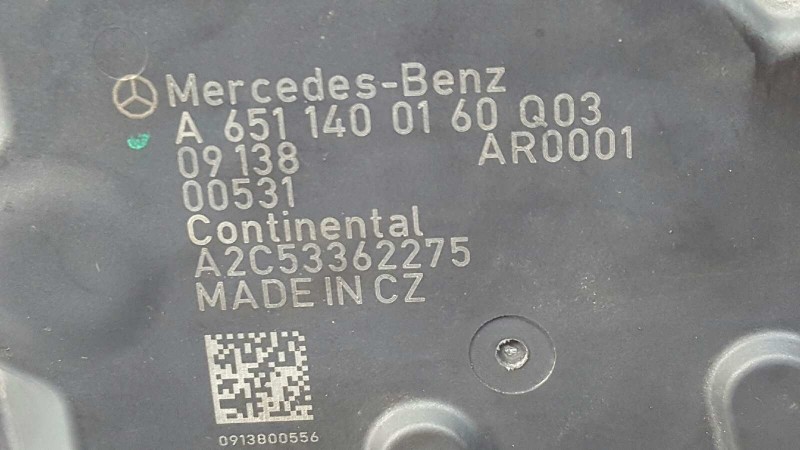 Mercedes-Benz
A 651 140 01 60 Q03
09 138 AR0001
00531
Continental
A2C53362275
MADE IN CZ
0913800556